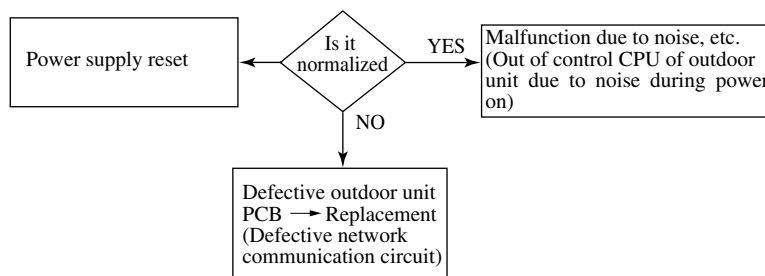 Power supply reset
Is it
normalized
YES
Malfunction due to noise, etc.
(Out of control CPU of outdoor
unit due to noise during power
on)
NO
Defective outdoor unit
PCB → Replacement
(Defective network
communication circuit)